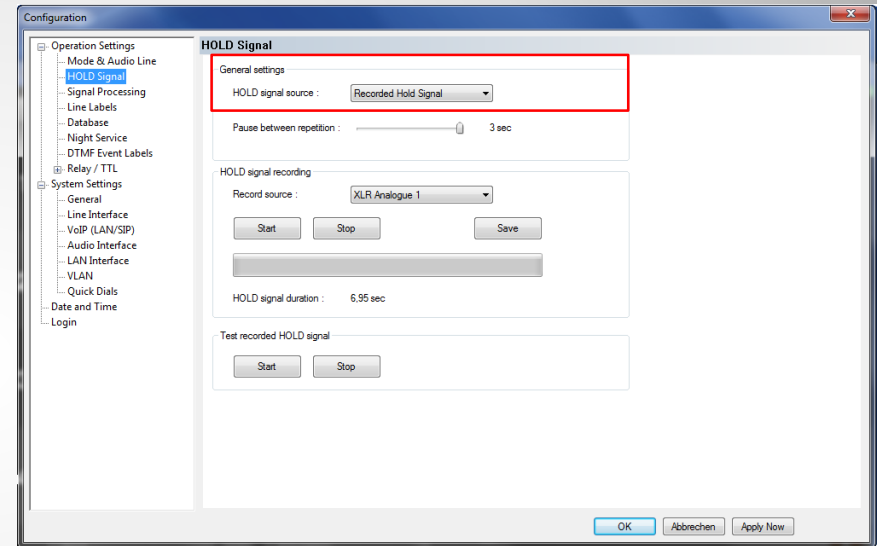 Configuration
Operation Settings
Mode & Audio Line
HOLD Signal
Signal Processing
Line Labels
Database
Night Service
DTMF Event Labels
Relay / TTL
System Settings
General
Line Interface
VoIP (LAN/SIP)
Audio Interface
LAN Interface
VLAN
Quick Dials
Date and Time
Login
HOLD Signal
General settings
HOLD signal source : Recorded Hold Signal
Pause between repetition : 3 sec
HOLD signal recording
Record source : XLR Analogue 1
Start Stop Save
HOLD signal duration : 6,95 sec
Test recorded HOLD signal
Start Stop
OK Abbrechen Apply Now